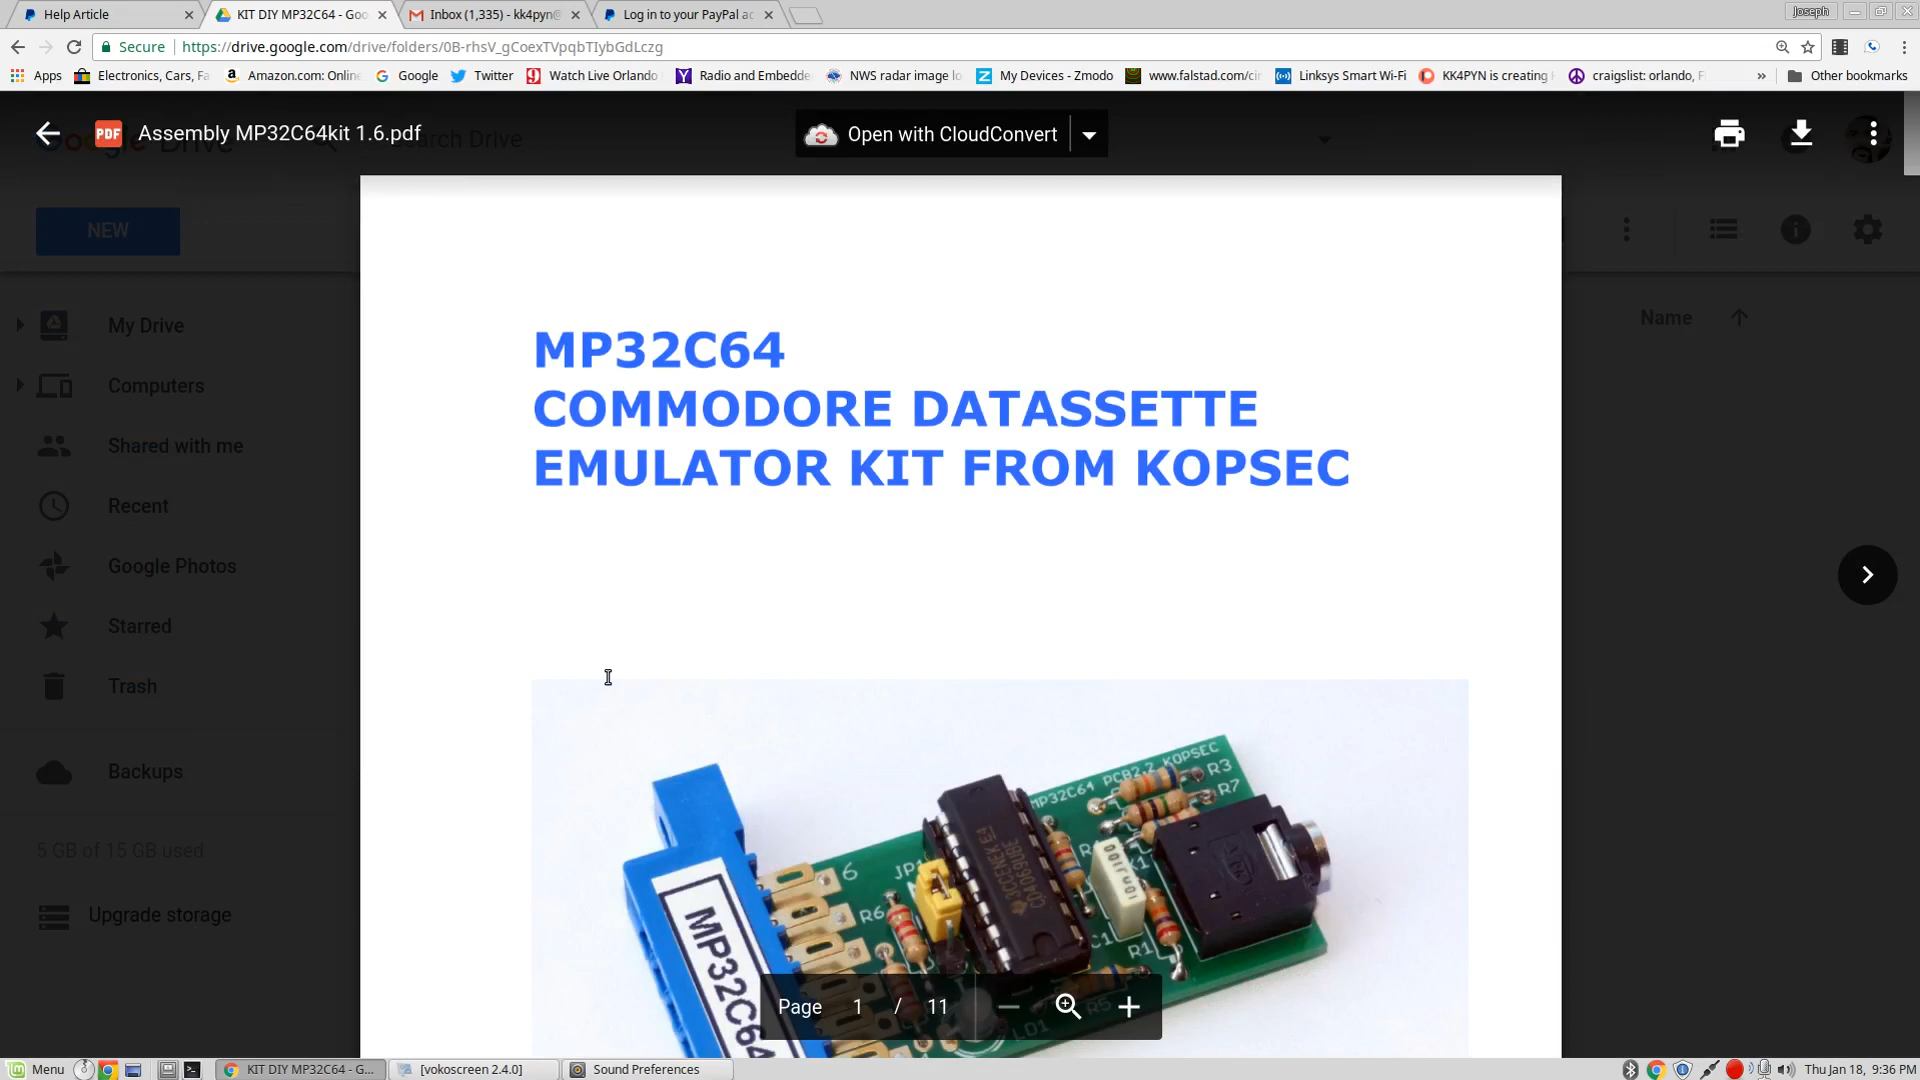 Joseph
Help Article
KIT DIY MP32C64 - Goo
Inbox (1,335) - kk4pyn@
Log in to your PayPal ac
Secure
https://drive.google.com/drive/folders/0B-rhsV_gCoexTVpqbTIybGdLczg
Apps
Electronics, Cars, Fa
Amazon.com: Online
Google
Twitter
Watch Live Orlando
Radio and Embedde
NWS radar image lo
My Devices - Zmodo
www.falstad.com/cir
Linksys Smart Wi-Fi
KK4PYN is creating
craigslist: orlando, F
»
Other bookmarks
PDF
Assembly MP32C64kit 1.6.pdf
Open with CloudConvert
NEW
My Drive
Computers
Shared with me
Recent
Google Photos
Starred
Trash
Backups
5 GB of 15 GB used
Upgrade storage
Name
MP32C64
COMMODORE DATASSETTE
EMULATOR KIT FROM KOPSEC
MP32C64 PCB2.2 KOPSEC
R3
R7
JP1
6
R6
C1
R1
R5
LD1
MP32C64
Page 1 / 11
Menu
KIT DIY MP32C64 - G...
[vokoscreen 2.4.0]
Sound Preferences
Thu Jan 18, 9:36 PM